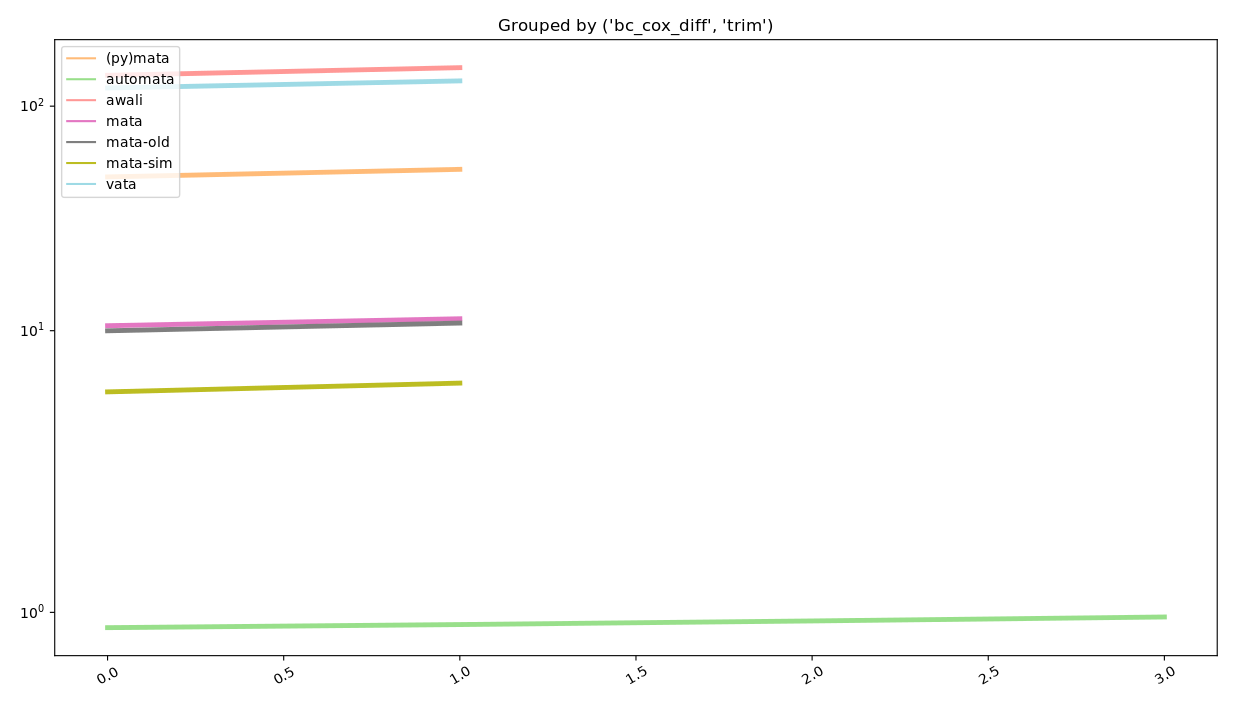 Grouped by ('bc_cox_diff', 'trim')
(py)mata
automata
awali
mata
mata-old
mata-sim
vata
10²
10¹
10⁰
0.0 0.5 1.0 1.5 2.0 2.5 3.0